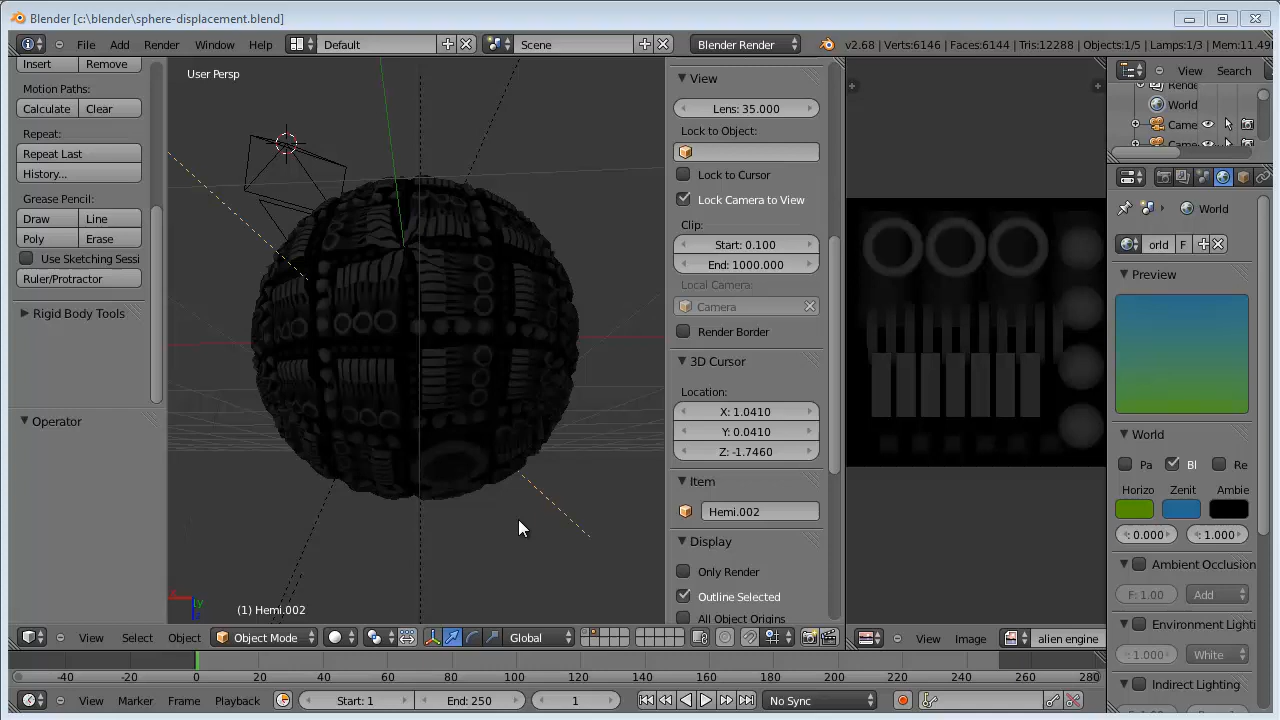 Blender [c:\blender\sphere-displacement.blend]
File Add Render Window Help Default Scene Blender Render v2.68 | Verts:6146 | Faces:6144 | Tris:12288 | Objects:1/5 | Lamps:1/3 | Mem:11.49
Insert Remove
Motion Paths:
Calculate Clear
Repeat:
Repeat Last
History...
Grease Pencil:
Draw Line
Poly Erase
Use Sketching Sessi
Ruler/Protractor
Rigid Body Tools
Operator
User Persp
(1) Hemi.002
View
Lens: 35.000
Lock to Object:
Lock to Cursor
Lock Camera to View
Clip:
Start: 0.100
End: 1000.000
Local Camera:
Camera
Render Border
3D Cursor
Location:
X: 1.0410
Y: 0.0410
Z: -1.7460
Item
Hemi.002
Display
Only Render
Outline Selected
All Object Origins
View Search
Rende
World
Came
Came
World
orld F
Preview
World
Pa Bl Re
Horizo Zenit Ambie
0.000 1.000
Ambient Occlusion
F: 1.00 Add
Environment Lighti
1.000 White
Indirect Lighting
View Select Object Object Mode Global
View Image alien engine
-40 -20 0 20 40 60 80 100 120 140 160 180 200 220 240 260 280
View Marker Frame Playback Start: 1 End: 250 1 No Sync